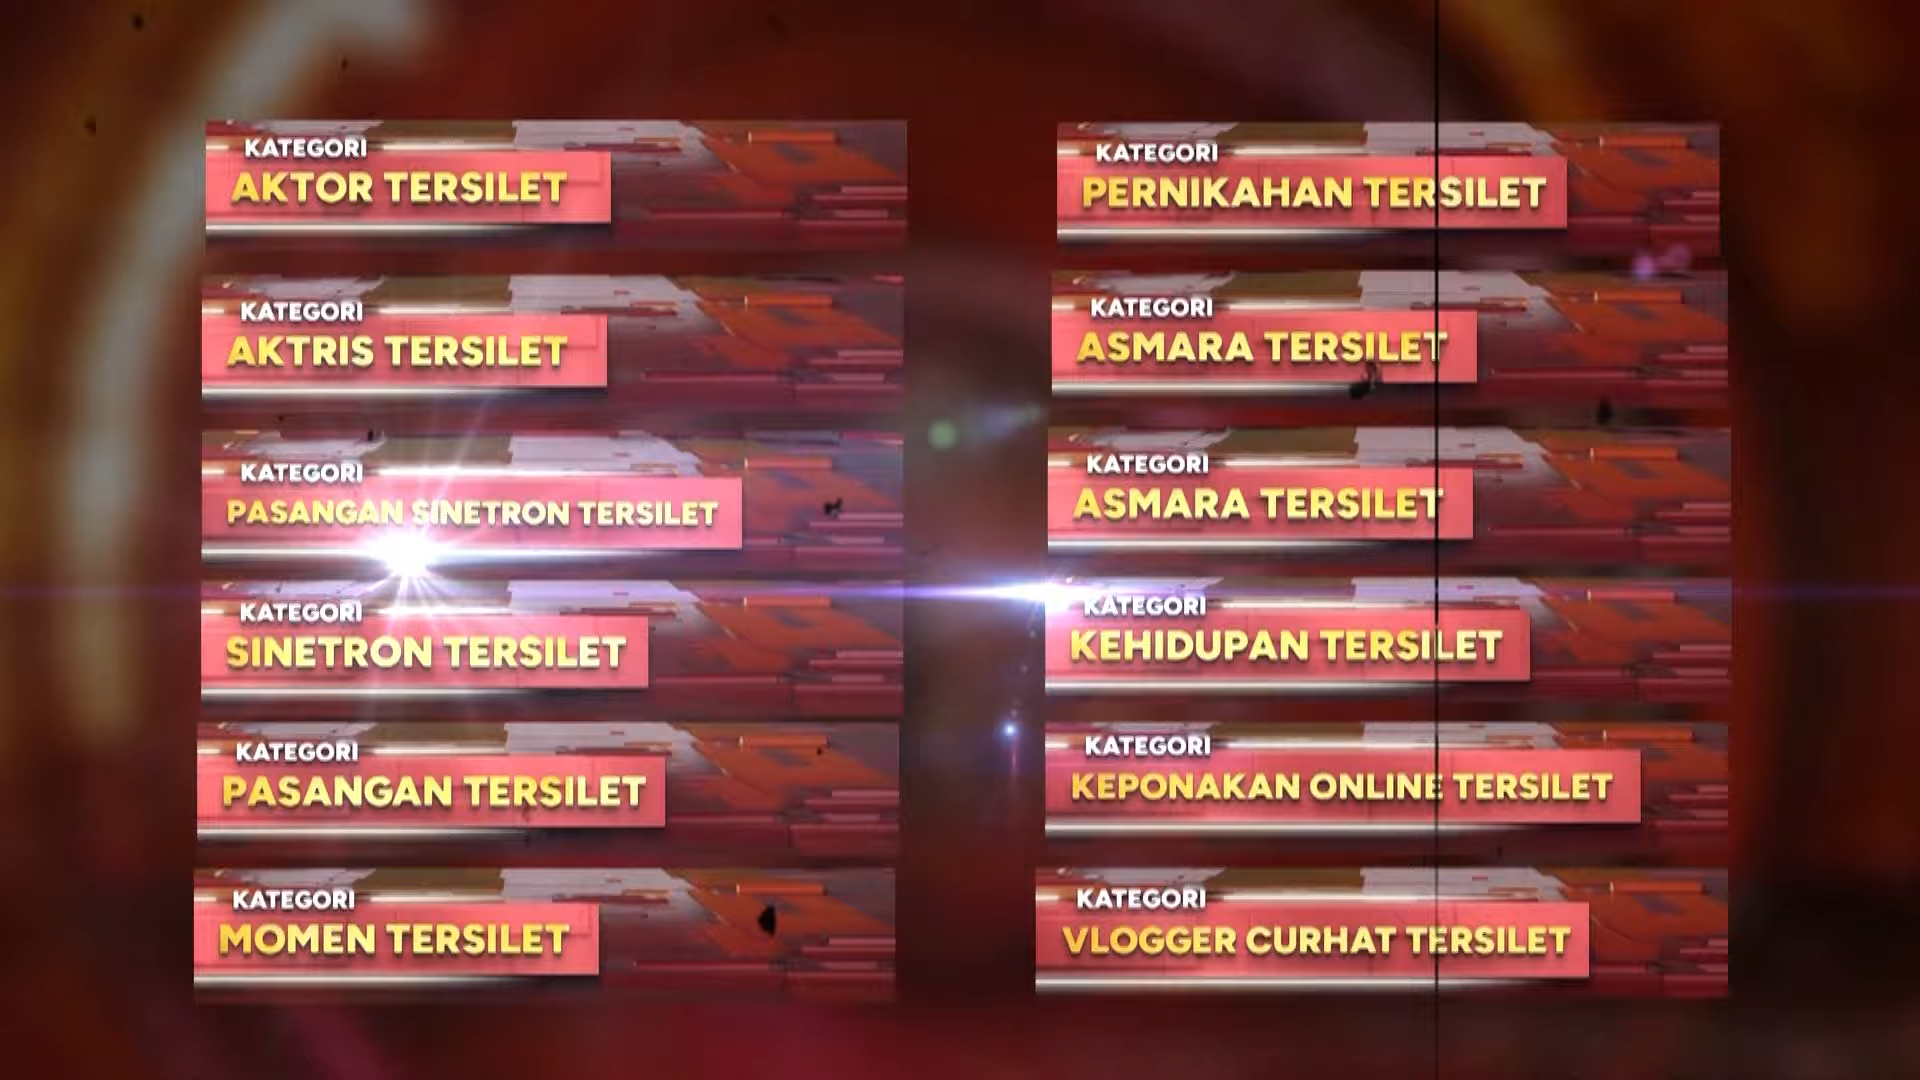 KATEGORI
AKTOR TERSILET
KATEGORI
AKTRIS TERSILET
KATEGORI
PASANGAN SINETRON TERSILET
KATEGORI
SINETRON TERSILET
KATEGORI
PASANGAN TERSILET
KATEGORI
MOMEN TERSILET
KATEGORI
PERNIKAHAN TERSILET
KATEGORI
ASMARA TERSILET
KATEGORI
ASMARA TERSILET
KATEGORI
KEHIDUPAN TERSILET
KATEGORI
KEPONAKAN ONLINE TERSILET
KATEGORI
VLOGGER CURHAT TERSILET